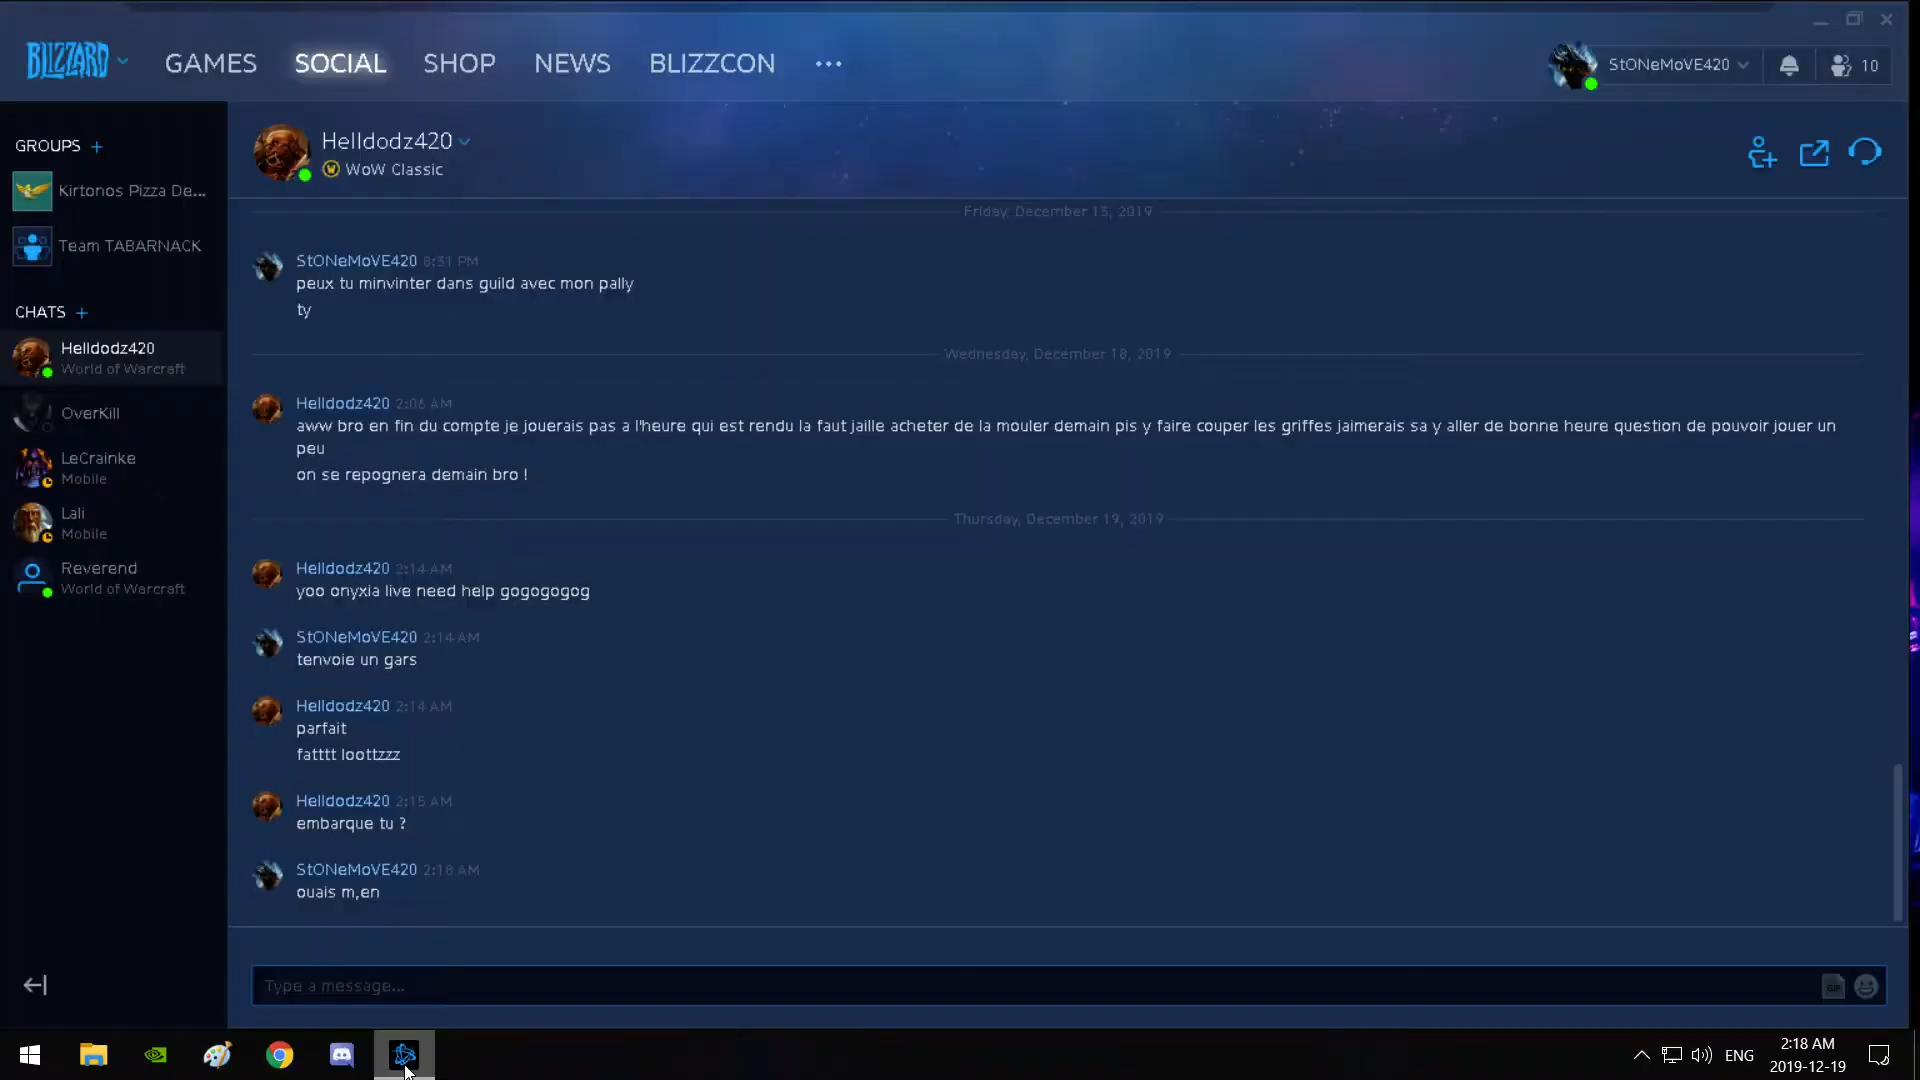 BLIZZARD GAMES SOCIAL SHOP NEWS BLIZZCON ...
StONeMoVE420 10
GROUPS +
Kirtonos Pizza De...
Team TABARNACK
CHATS +
Helldodz420
World of Warcraft
OverKill
LeCrainke
Mobile
Lali
Mobile
Reverend
World of Warcraft
Helldodz420
WoW Classic
Friday, December 13, 2019
StONeMoVE420 8:31 PM
peux tu minvinter dans guild avec mon pally
ty
Wednesday, December 18, 2019
Helldodz420 2:06 AM
aww bro en fin du compte je jouerais pas a l'heure qui est rendu la faut jaille acheter de la mouler demain pis y faire couper les griffes jaimerais sa y aller de bonne heure question de pouvoir jouer un
peu
on se repognera demain bro !
Thursday, December 19, 2019
Helldodz420 2:14 AM
yoo onyxia live need help gogogogog
StONeMoVE420 2:14 AM
tenvoie un gars
Helldodz420 2:14 AM
parfait
fatttt loottzzz
Helldodz420 2:15 AM
embarque tu ?
StONeMoVE420 2:18 AM
ouais m,en
Type a message...
GIF
ENG
2:18 AM
2019-12-19